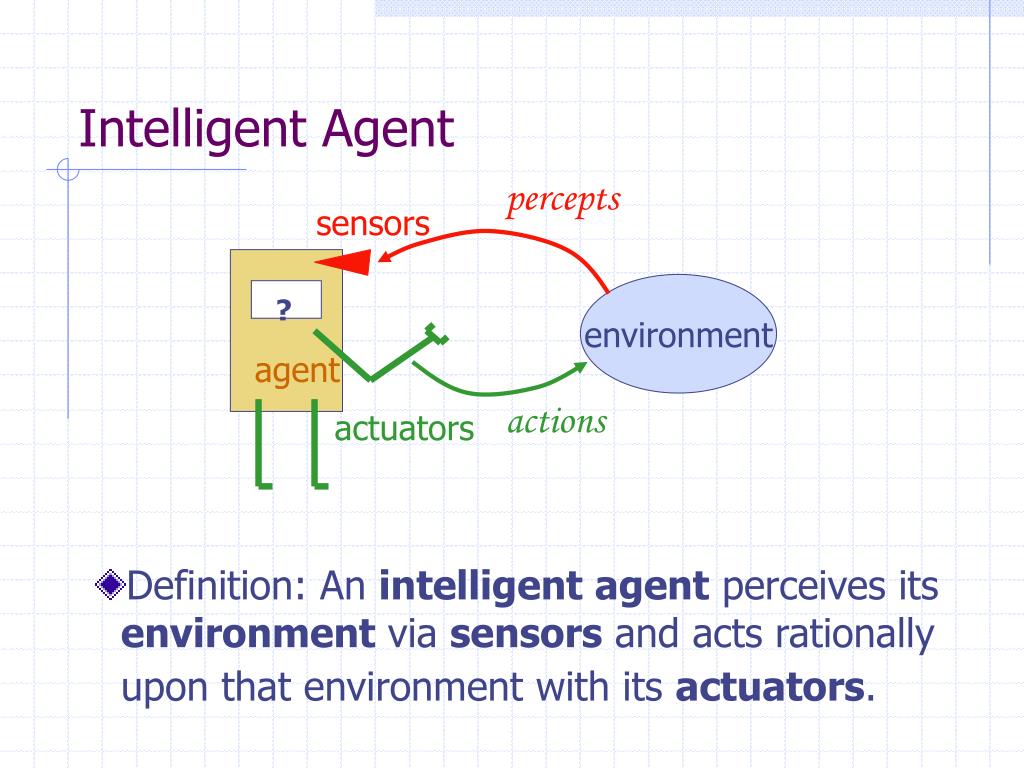 Intelligent Agent
percepts
sensors
?
environment
agent
actions
actuators
Definition: An intelligent agent perceives its
environment via sensors and acts rationally
upon that environment with its actuators.